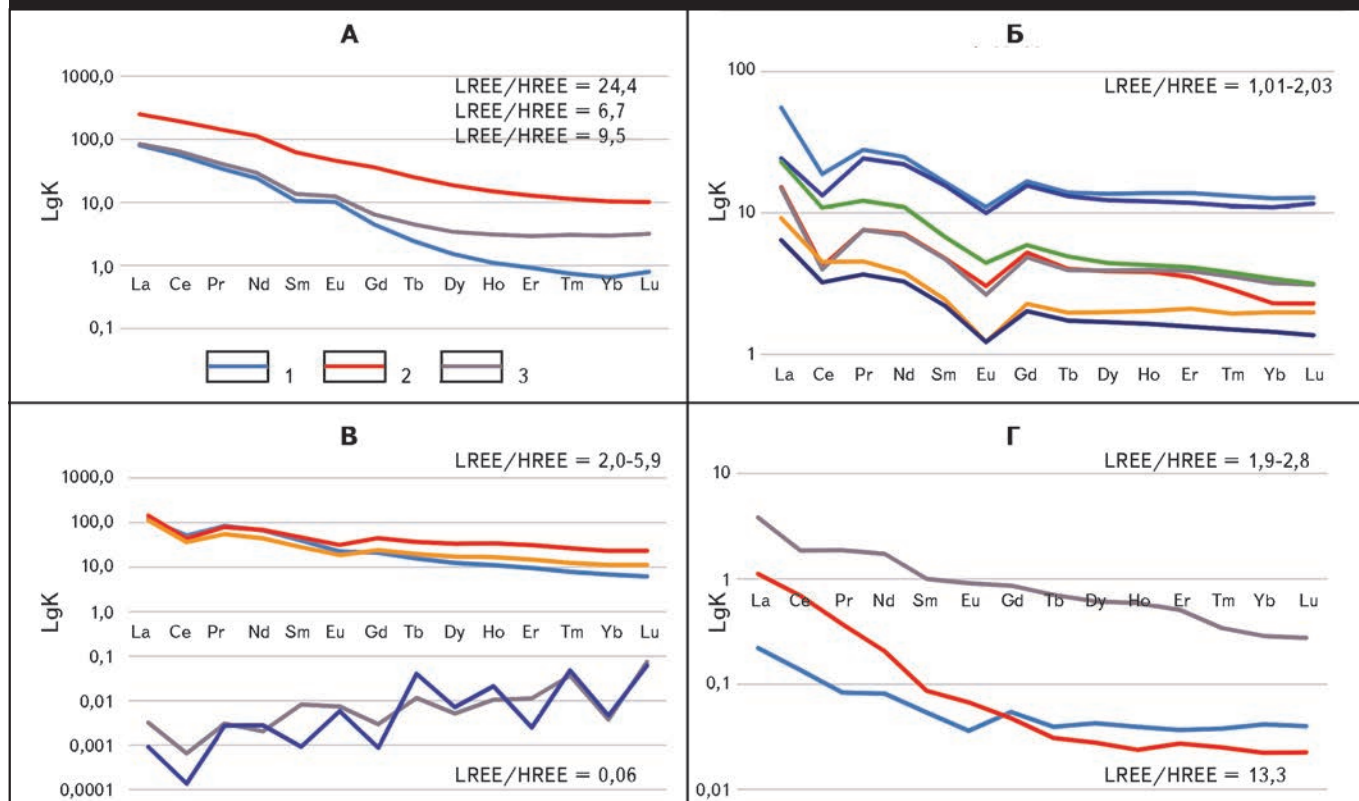 А
1000,0
100,0
10,0
1,0
0,1
LgK
LREE/HREE = 24,4
LREE/HREE = 6,7
LREE/HREE = 9,5
La Ce Pr Nd Sm Eu Gd Tb Dy Ho Er Tm Yb Lu
1 2 3
Б
100
10
1
LgK
LREE/HREE = 1,01-2,03
La Ce Pr Nd Sm Eu Gd Tb Dy Ho Er Tm Yb Lu
В
1000,0
100,0
10,0
1,0
0,1
0,01
0,001
0,0001
LgK
LREE/HREE = 2,0-5,9
La Ce Pr Nd Sm Eu Gd Tb Dy Ho Er Tm Yb Lu
LREE/HREE = 0,06
Г
10
1
0,1
0,01
LgK
LREE/HREE = 1,9-2,8
La Ce Pr Nd Sm Eu Gd Tb Dy Ho Er Tm Yb Lu
LREE/HREE = 13,3